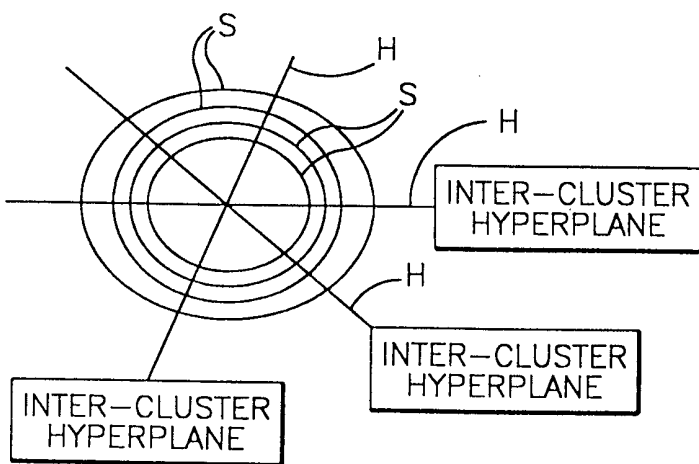 S
H
S
H
INTER-CLUSTER
HYPERPLANE
H
INTER-CLUSTER
HYPERPLANE
INTER-CLUSTER
HYPERPLANE